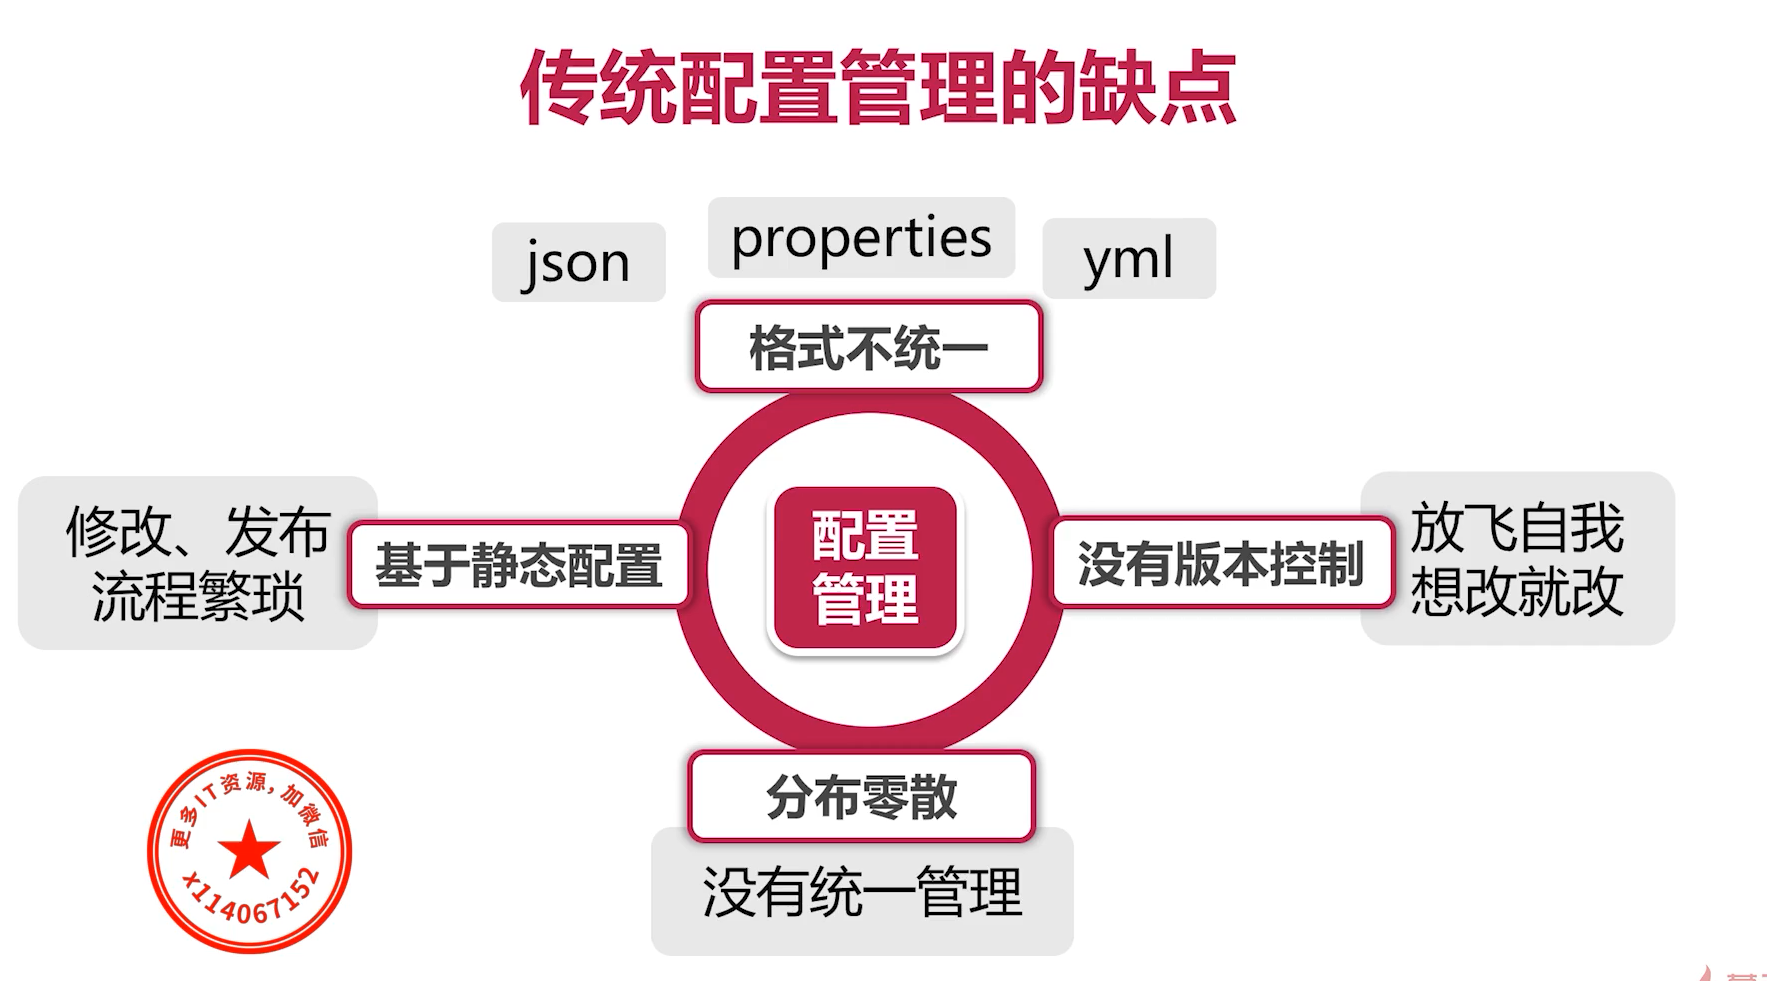 传统配置管理的缺点
json
properties
yml
格式不统一
修改、发布
流程繁琐
基于静态配置
配置
管理
没有版本控制
放飞自我
想改就改
分布零散
没有统一管理
更多IT资源,加微信
x114067152